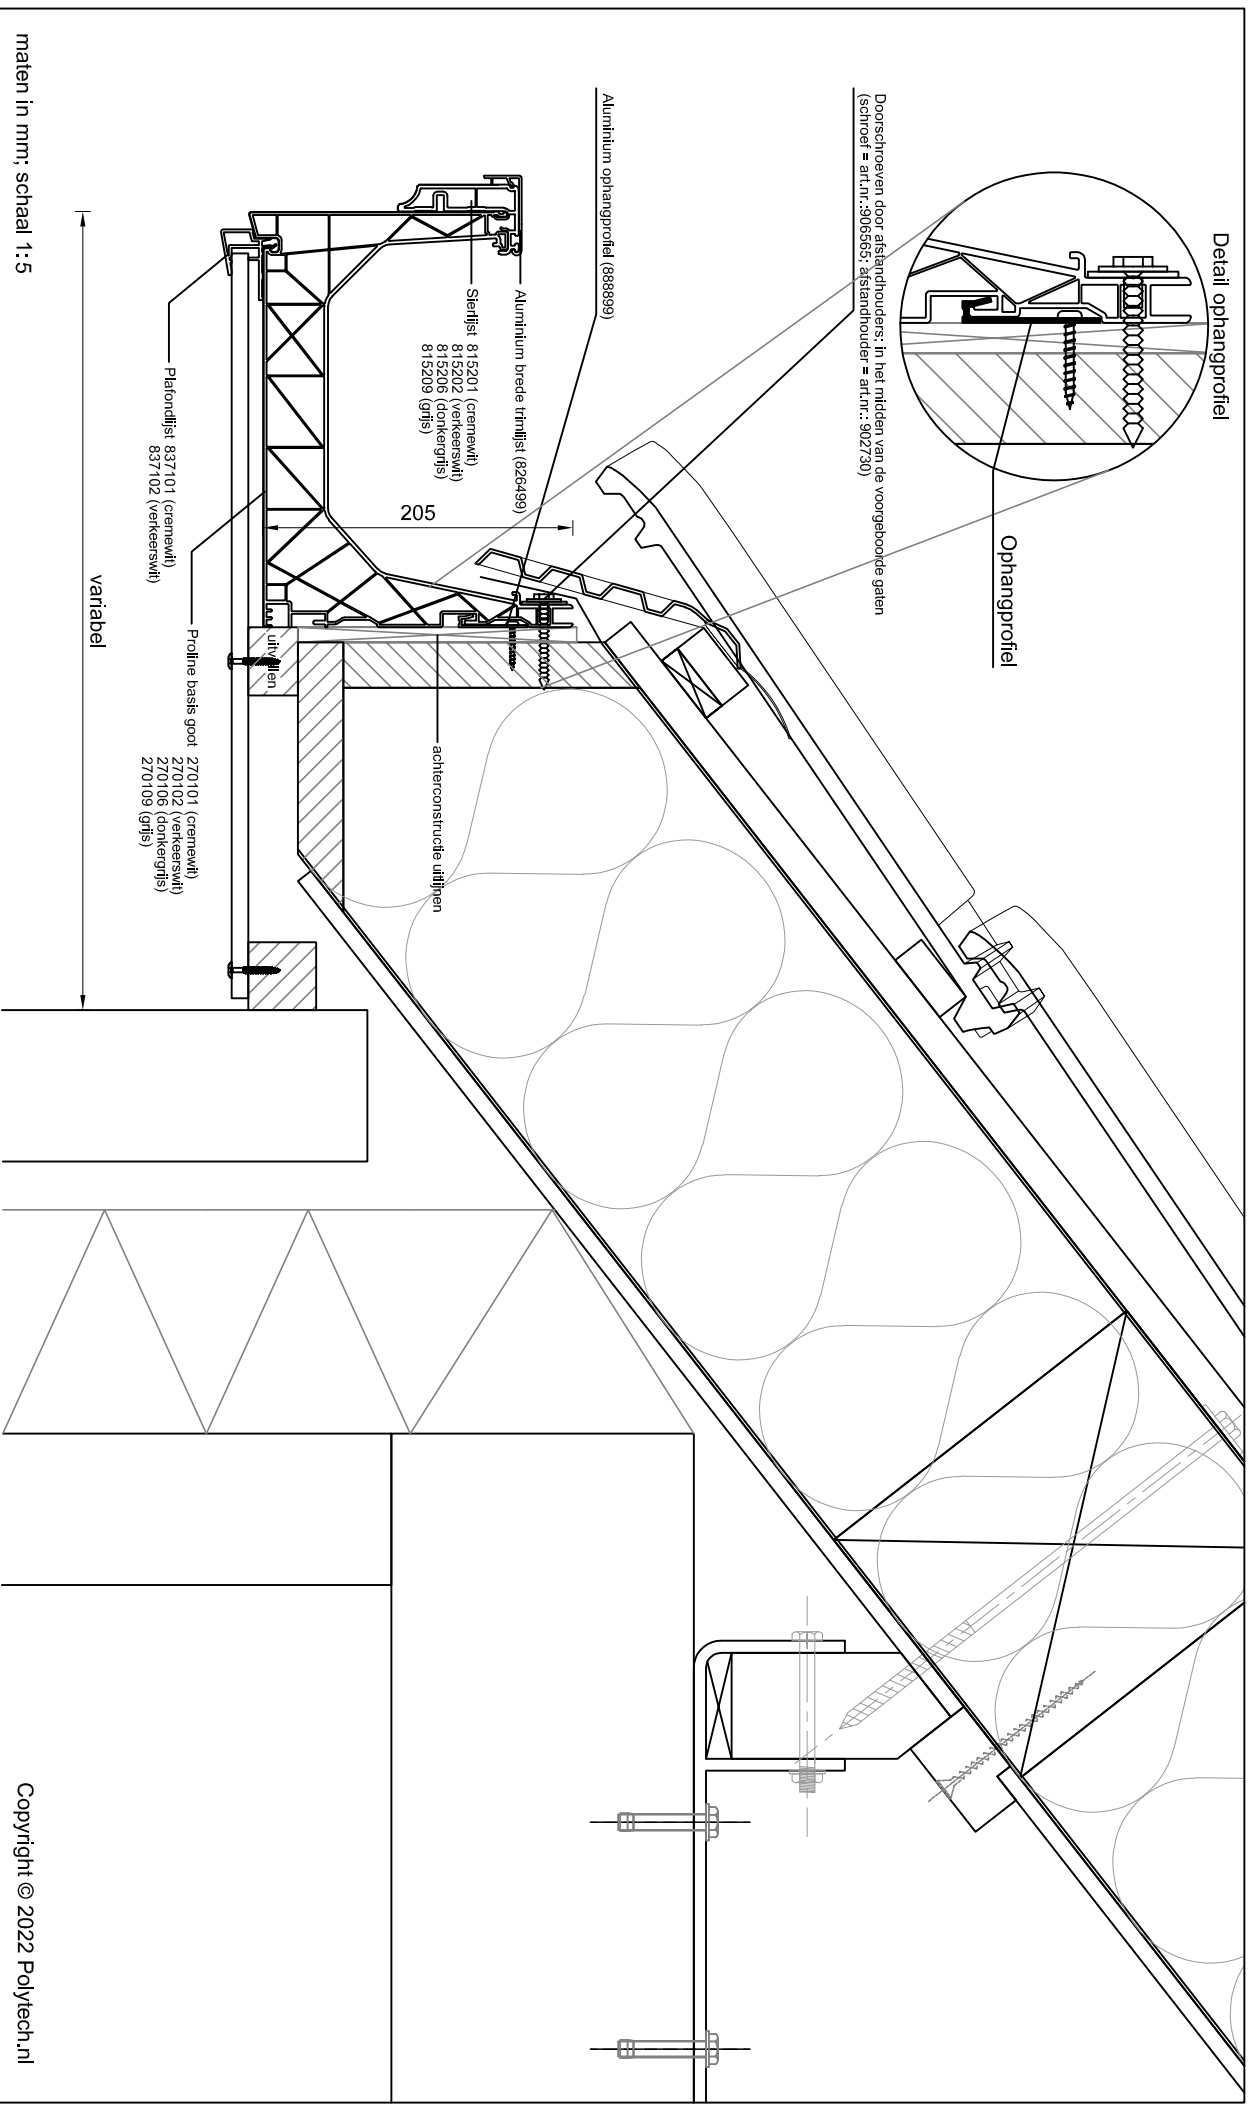 Detail ophangprofiel
Ophangprofiel
Doorschroeven door afstandhouders; in het midden van de voorgeboorde gaten
(schroef = art.nr.:906565; afstandhouder = art.nr.: 902730)
Aluminium ophangprofiel (888899)
Aluminium brede trimlijst (826499)
Sierlijst 815201 (cremewit)
815202 (verkeerswit)
815206 (donkergrijs)
815209 (grijs)
205
achterconstructie uitlijnen
uitvullen
Plafondlijst 837101 (cremewit)
837102 (verkeerswit)
Proline basis goot 270101 (cremewit)
270102 (verkeerswit)
270106 (donkergrijs)
270109 (grijs)
variabel
maten in mm; schaal 1:5
Copyright © 2022 Polytech.nl